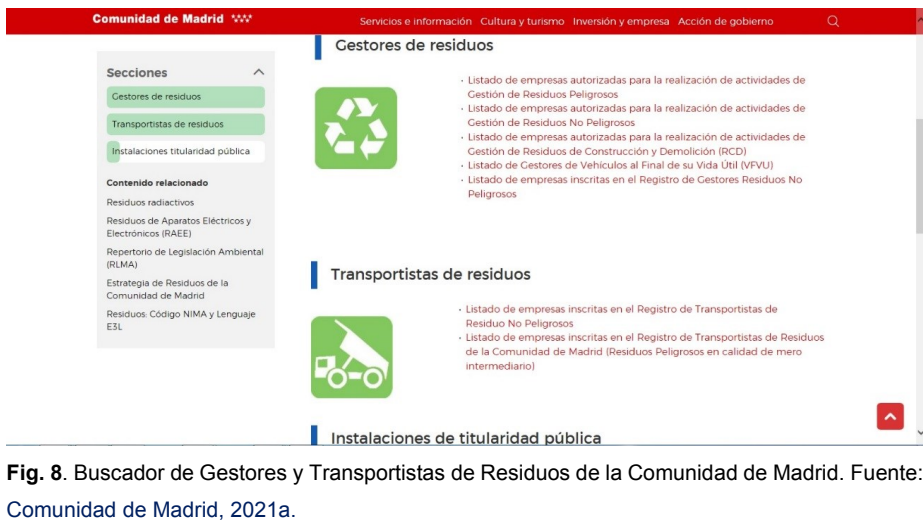 Comunidad de Madrid
Servicios e información Cultura y turismo Inversión y empresa Acción de gobierno
Secciones
Gestores de residuos
Transportistas de residuos
Instalaciones titularidad pública
Contenido relacionado
Residuos radiactivos
Residuos de Aparatos Eléctricos y
Electrónicos (RAEE)
Repertorio de Legislación Ambiental
(RLMA)
Estrategia de Residuos de la
Comunidad de Madrid
Residuos: Código NIMA y Lenguaje
E3L
Gestores de residuos
• Listado de empresas autorizadas para la realización de actividades de
Gestión de Residuos Peligrosos
• Listado de empresas autorizadas para la realización de actividades de
Gestión de Residuos No Peligrosos
• Listado de empresas autorizadas para la realización de actividades de
Gestión de Residuos de Construcción y Demolición (RCD)
• Listado de Gestores de Vehículos al Final de su Vida Útil (VFVU)
• Listado de empresas inscritas en el Registro de Gestores Residuos No
Peligrosos
Transportistas de residuos
• Listado de empresas inscritas en el Registro de Transportistas de
Residuo No Peligrosos
• Listado de empresas inscritas en el Registro de Transportistas de Residuos
de la Comunidad de Madrid (Residuos Peligrosos en calidad de mero
intermediario)
Instalaciones de titularidad pública
Fig. 8. Buscador de Gestores y Transportistas de Residuos de la Comunidad de Madrid. Fuente:
Comunidad de Madrid, 2021a.